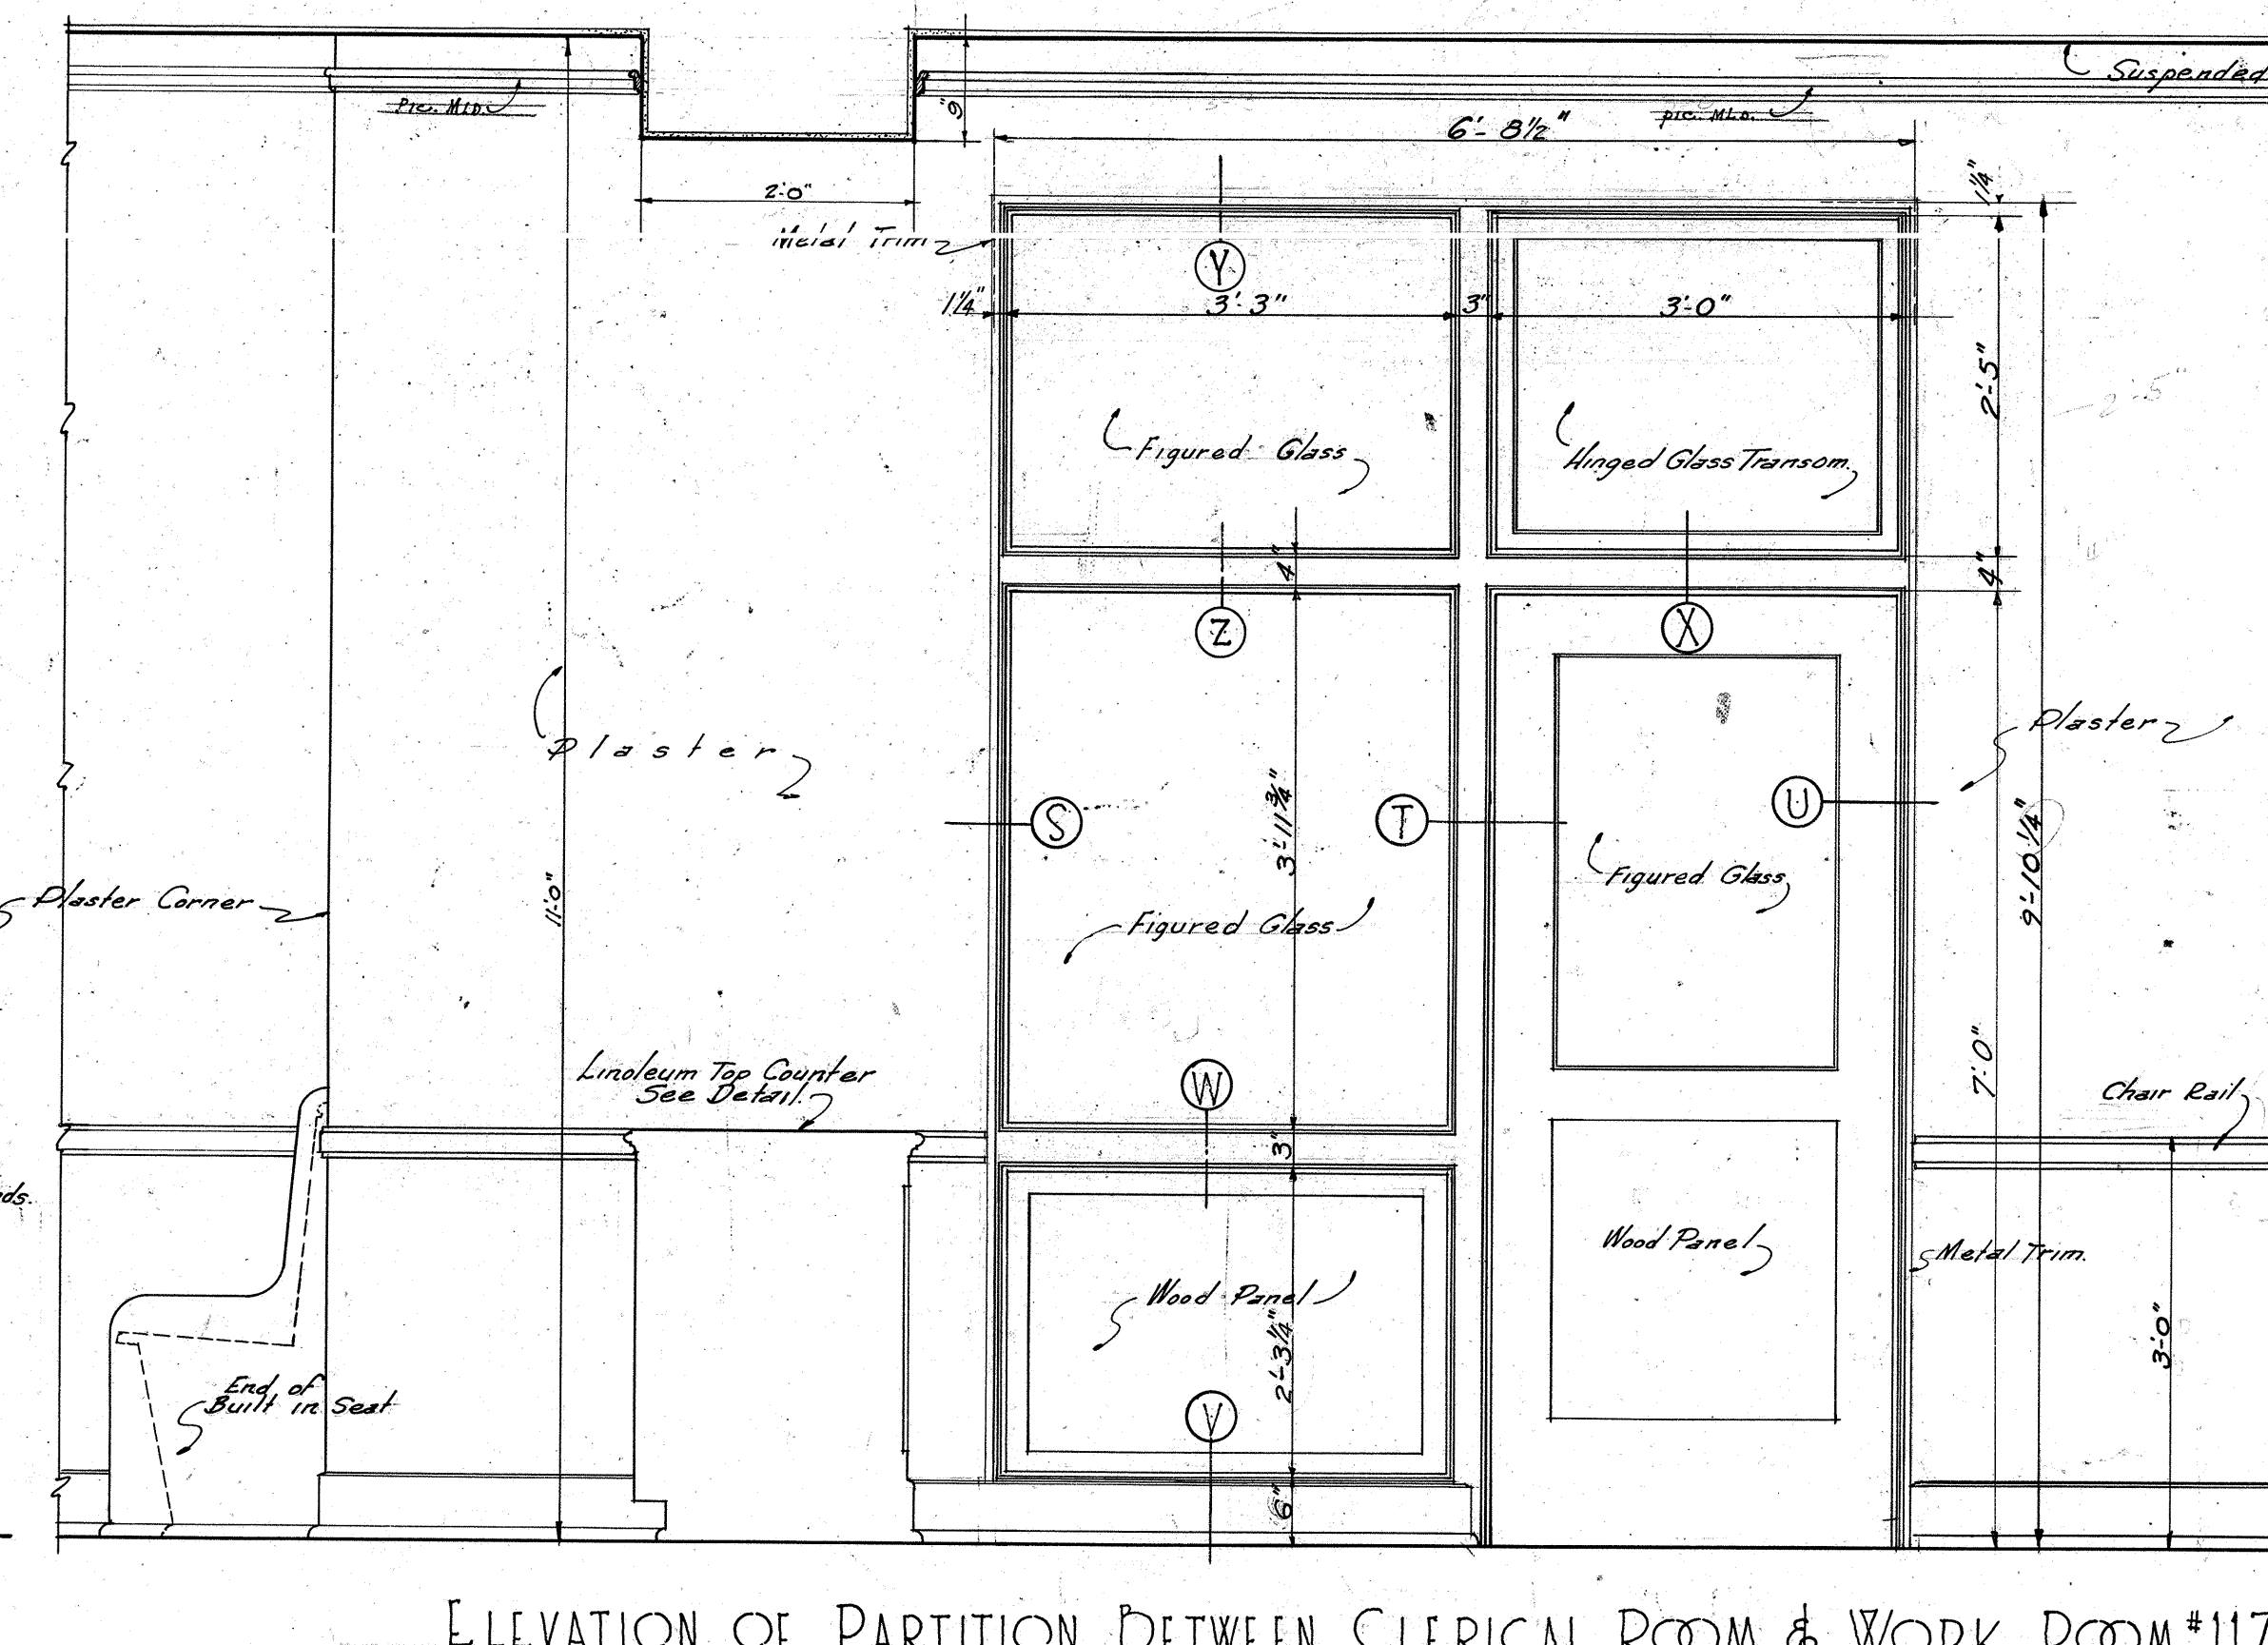 Suspended
Pic. Mld.
pic. Mld.
9"
6'-8½"
2'-0"
1¼"
Metal Trim
Y
1¼"
3'-3"
3"
3'-0"
2'-5"
2'-5"
Figured Glass
Hinged Glass Transom.
4"
4"
Z
X
Plaster
Plaster
S
3'-11¾"
T
U
Figured Glass
Plaster Corner
11'-0"
Figured Glass
9'-10¼"
Linoleum Top Counter
See Detail.
W
7'-0"
Chair Rail
3"
ds.
Wood Panel
Metal Trim.
Wood Panel
2'-3¼"
3'-0"
End of
Built in Seat
V
6"
ELEVATION OF PARTITION BETWEEN CLERICAL ROOM & WORK ROOM #117